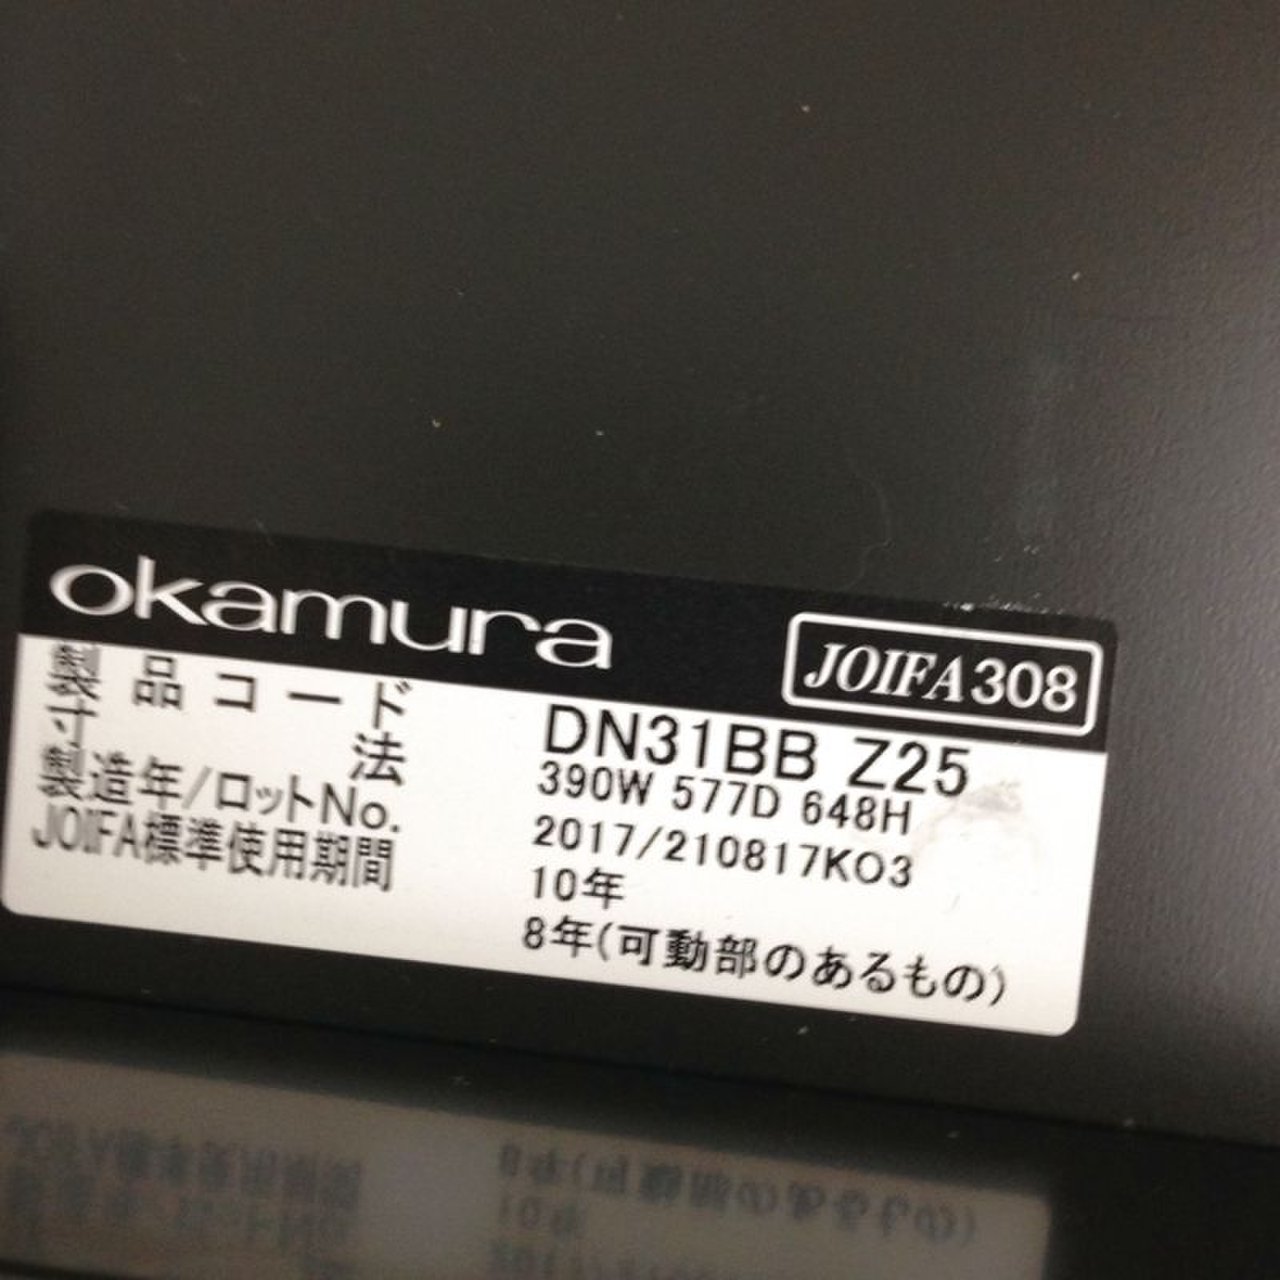 okamura JOIFA308
製品コード DN31BB Z25
寸法 390W 577D 648H
製造年/ロットNo. 2017/210817KO3
JOIFA標準使用期間 10年
8年(可動部のあるもの)